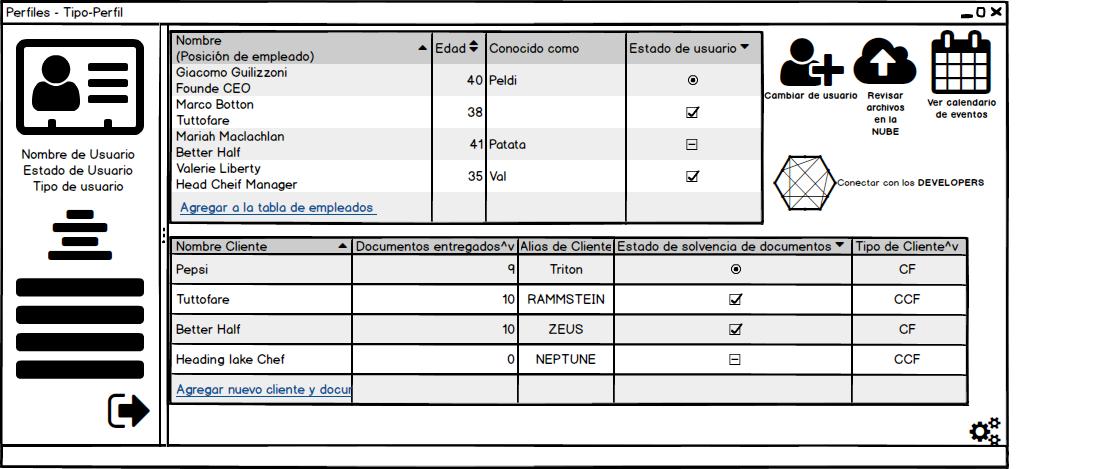 Perfiles - Tipo-Perfil
Nombre de Usuario
Estado de Usuario
Tipo de usuario
Nombre
(Posición de empleado)
Edad
Conocido como
Estado de usuario
Giacomo Guilizzoni
Founde CEO
40
Peldi
Marco Botton
Tuttofare
38
Mariah Maclachlan
Better Half
41
Patata
Valerie Liberty
Head Cheif Manager
35
Val
Agregar a la tabla de empleados
Cambiar de usuario
Revisar
archivos
en la
NUBE
Ver calendario
de eventos
Conectar con los DEVELOPERS
Nombre Cliente
Documentos entregados^v
Alias de Cliente
Estado de solvencia de documentos
Tipo de Cliente^v
Pepsi
9
Triton
CF
Tuttofare
10
RAMMSTEIN
CCF
Better Half
10
ZEUS
CF
Heading lake Chef
0
NEPTUNE
CCF
Agregar nuevo cliente y docur